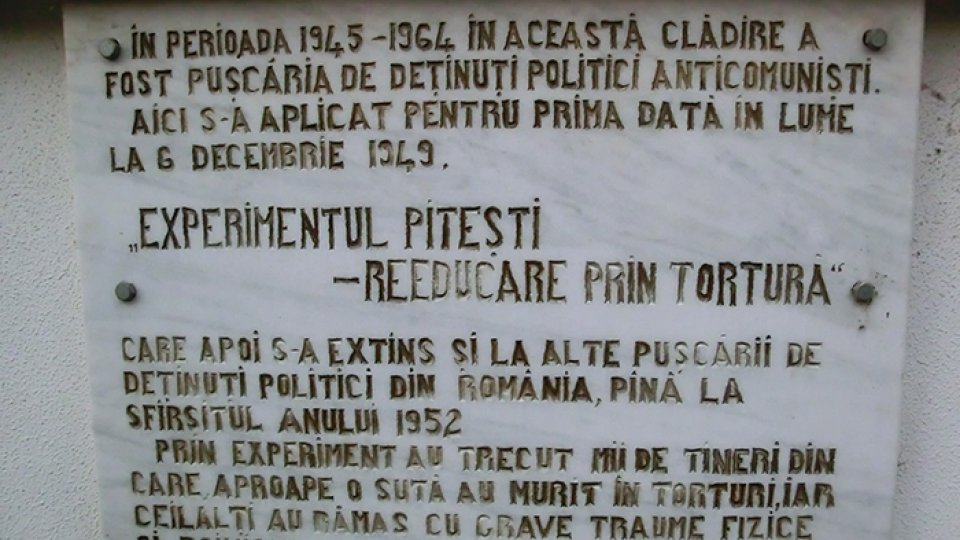 ÎN PERIOADA 1945-1964 ÎN ACEASTĂ CLĂDIRE A
FOST PUȘCĂRIA DE DEȚINUȚI POLITICI ANTICOMUNIȘTI.
AICI S-A APLICAT PENTRU PRIMA DATĂ ÎN LUME
LA 6 DECEMBRIE 1949.
„EXPERIMENTUL PITEȘTI
-REEDUCARE PRIN TORTURĂ“
CARE APOI S-A EXTINS ȘI LA ALTE PUȘCĂRII DE
DEȚINUȚI POLITICI DIN ROMÂNIA, PÎNĂ LA
SFÎRȘITUL ANULUI 1952
PRIN EXPERIMENT AU TRECUT MII DE TINERI DIN
CARE, APROAPE O SUTĂ AU MURIT ÎN TORTURI, IAR
CEILALȚI AU RĂMAS CU GRAVE TRAUME FIZICE